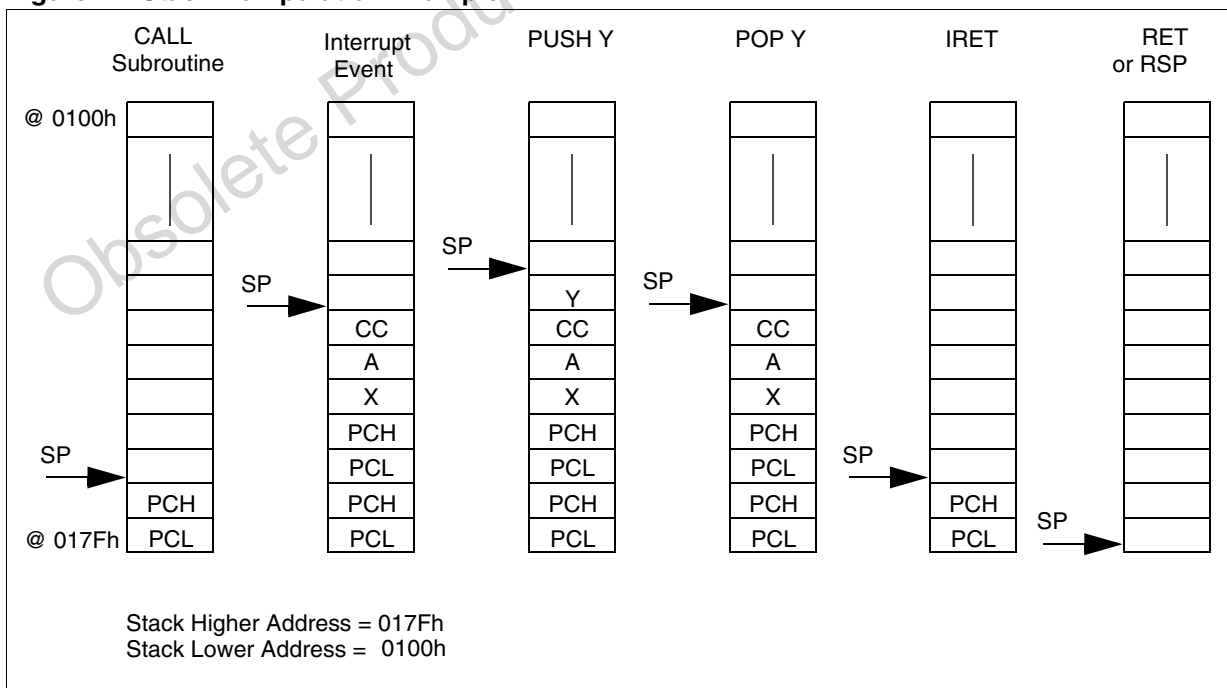 CALL
Subroutine
Interrupt
Event
PUSH Y
POP Y
IRET
RET
or RSP
@ 0100h
SP
SP
SP
Y
CC
CC
CC
A
A
A
X
X
X
PCH
PCH
PCH
SP
SP
PCL
PCL
PCL
PCH
PCH
PCH
PCH
PCH
SP
@ 017Fh
PCL
PCL
PCL
PCL
PCL
Stack Higher Address = 017Fh
Stack Lower Address = 0100h
Obsolete